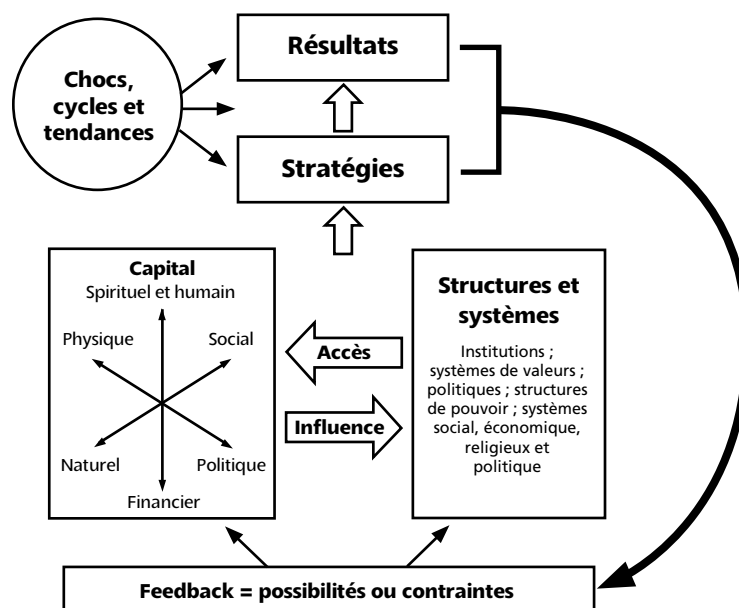 Résultats
Chocs,
cycles et
tendances
Stratégies
Capital
Spirituel et humain
Physique
Social
Naturel
Politique
Financier
Accès
Influence
Structures et
systèmes
Institutions ;
systèmes de valeurs ;
politiques ; structures
de pouvoir ; systèmes
social, économique,
religieux et
politique
Feedback = possibilités ou contraintes